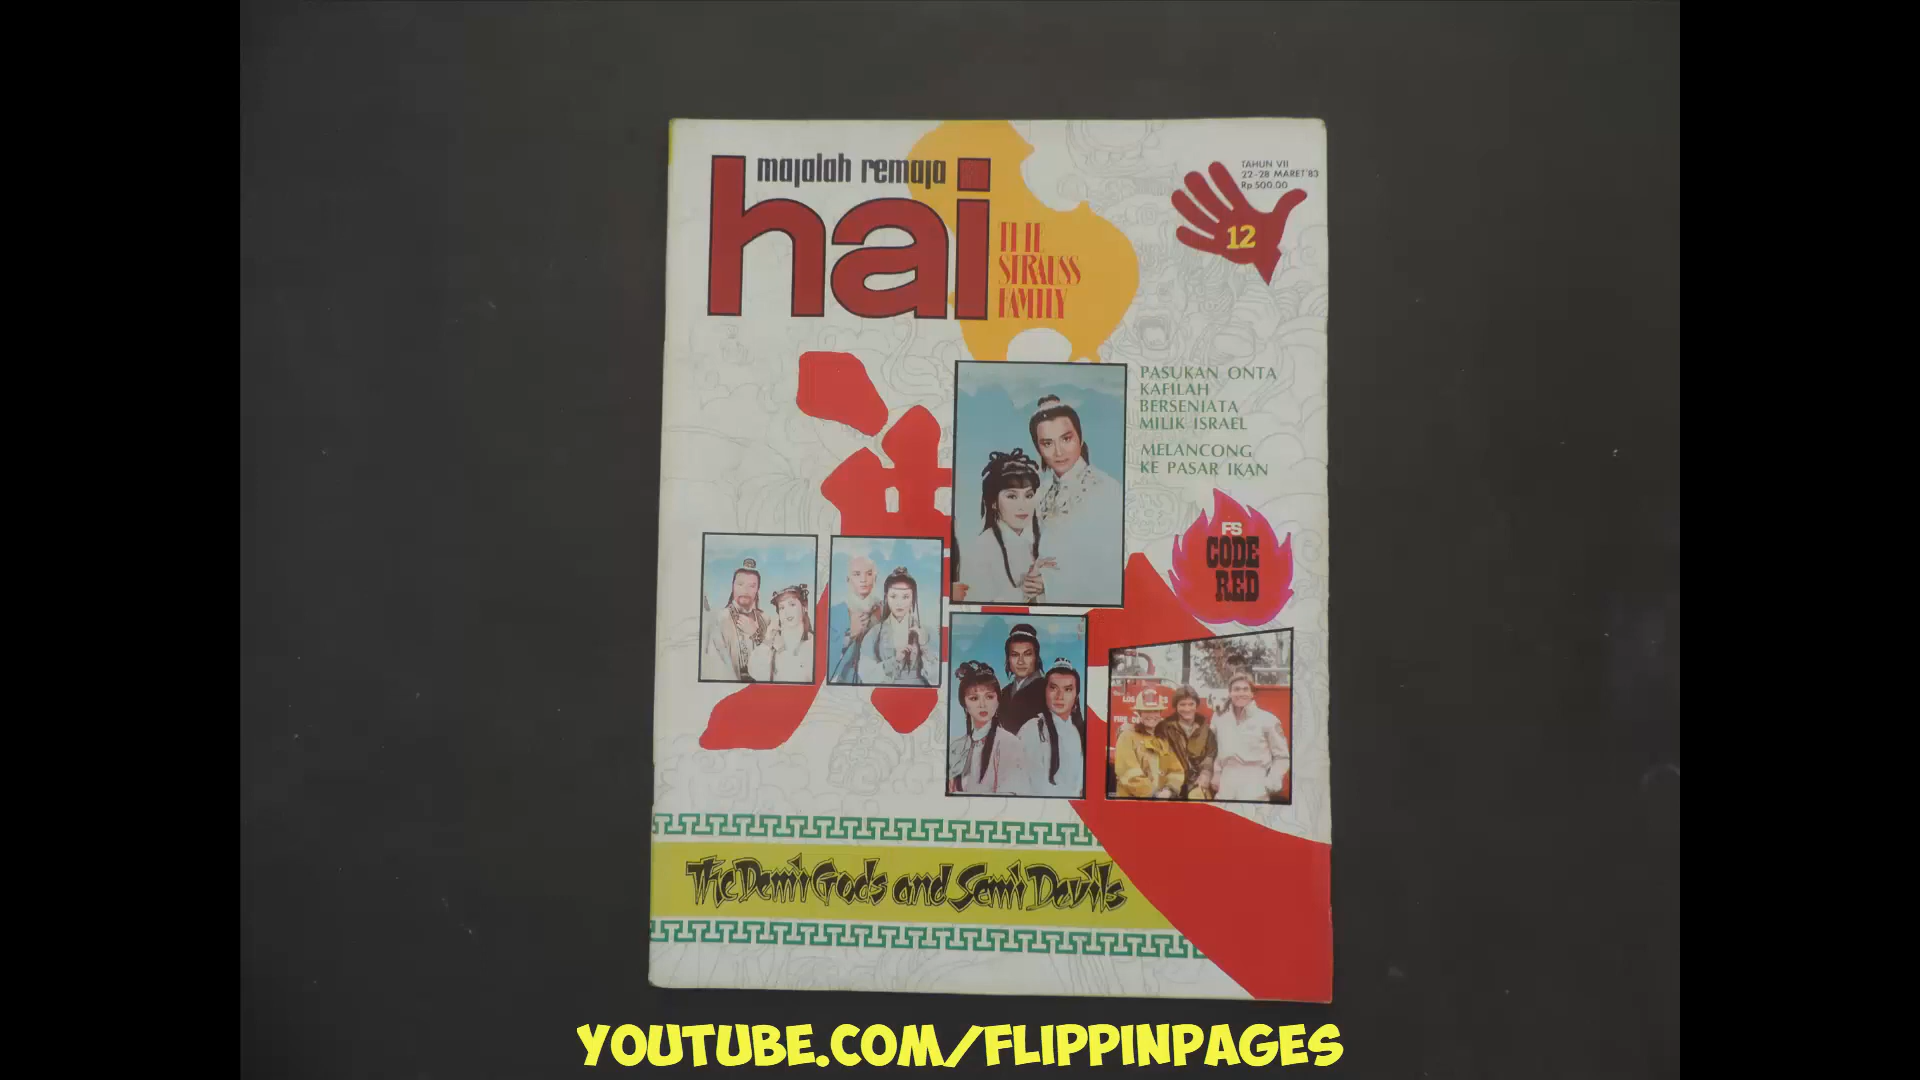 majalah remaja
hai
THE
STRAUSS
FAMILY
TAHUN VII
22-28 MARET'83
Rp.500.00
12
PASUKAN ONTA
KAFILAH
BERSENJATA
MILIK ISRAEL
MELANCONG
KE PASAR IKAN
FS
CODE
RED
The Demi Gods and Semi Devils
YOUTUBE.COM/FLIPPINPAGES